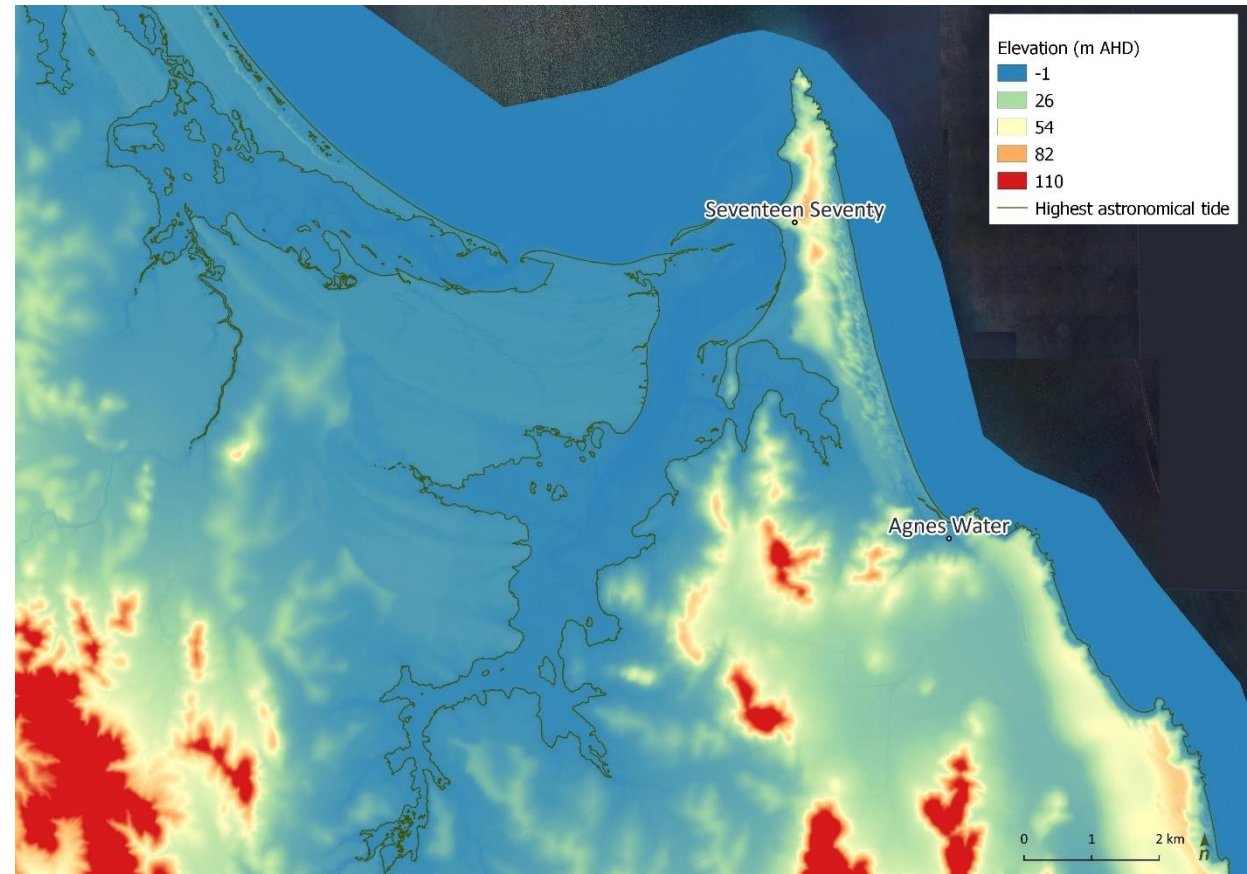 Elevation (m AHD)
-1
26
54
82
110
Highest astronomical tide
Seventeen Seventy
Agnes Water
0 1 2 km
n